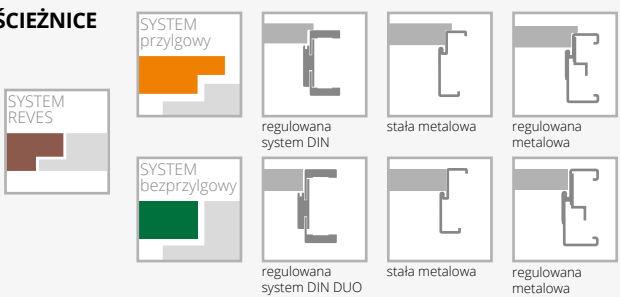 ŚCIEŻNICE
SYSTEM
REVES
SYSTEM
przylgowy
regulowana
system DIN
stała metalowa
regulowana
metalowa
SYSTEM
bezprzylgowy
regulowana
system DIN DUO
stała metalowa
regulowana
metalowa